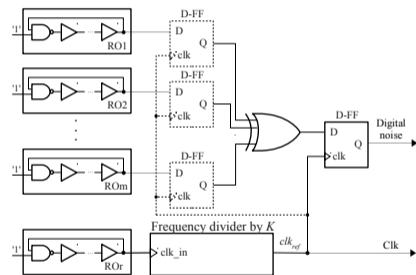 D-FF
'1'
RO1
D
Q
clk
D-FF
'1'
RO2
D
Q
clk
D-FF
D-FF
Digital
noise
D
Q
clk
'1'
ROm
D
Q
clk
Frequency divider by K
clk_ref
Clk
'1'
ROr
clk_in